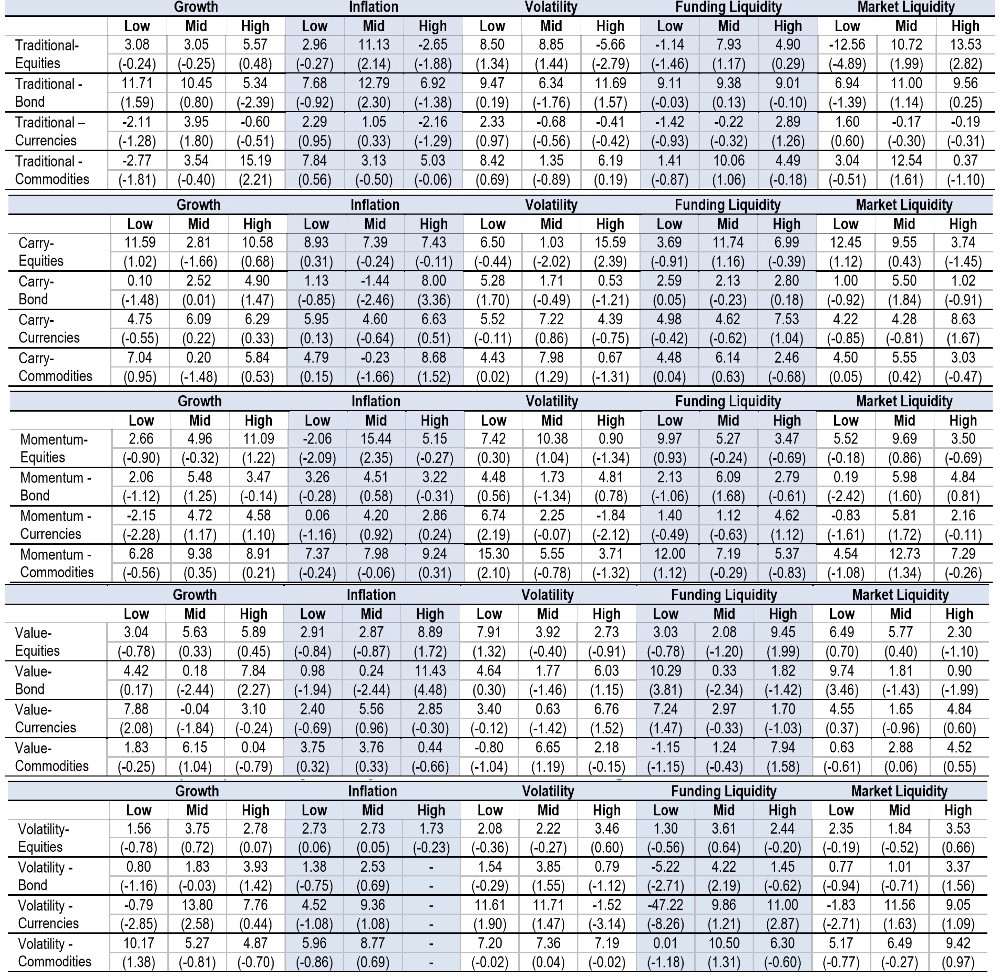 Growth Inflation Volatility Funding Liquidity Market Liquidity
Low Mid High Low Mid High Low Mid High Low Mid High Low Mid High
Traditional- 3.08 3.05 5.57 2.96 11.13 -2.65 8.50 8.85 -5.66 -1.14 7.93 4.90 -12.56 10.72 13.53
Equities (-0.24) (-0.25) (0.48) (-0.27) (2.14) (-1.88) (1.34) (1.44) (-2.79) (-1.46) (1.17) (0.29) (-4.89) (1.99) (2.82)
Traditional - 11.71 10.45 5.34 7.68 12.79 6.92 9.47 6.34 11.69 9.11 9.38 9.01 6.94 11.00 9.56
Bond (1.59) (0.80) (-2.39) (-0.92) (2.30) (-1.38) (0.19) (-1.76) (1.57) (-0.03) (0.13) (-0.10) (-1.39) (1.14) (0.25)
Traditional – -2.11 3.95 -0.60 2.29 1.05 -2.16 2.33 -0.68 -0.41 -1.42 -0.22 2.89 1.60 -0.17 -0.19
Currencies (-1.28) (1.80) (-0.51) (0.95) (0.33) (-1.29) (0.97) (-0.56) (-0.42) (-0.93) (-0.32) (1.26) (0.60) (-0.30) (-0.31)
Traditional - -2.77 3.54 15.19 7.84 3.13 5.03 8.42 1.35 6.19 1.41 10.06 4.49 3.04 12.54 0.37
Commodities (-1.81) (-0.40) (2.21) (0.56) (-0.50) (-0.06) (0.69) (-0.89) (0.19) (-0.87) (1.06) (-0.18) (-0.51) (1.61) (-1.10)
Growth Inflation Volatility Funding Liquidity Market Liquidity
Low Mid High Low Mid High Low Mid High Low Mid High Low Mid High
Carry- 11.59 2.81 10.58 8.93 7.39 7.43 6.50 1.03 15.59 3.69 11.74 6.99 12.45 9.55 3.74
Equities (1.02) (-1.66) (0.68) (0.31) (-0.24) (-0.11) (-0.44) (-2.02) (2.39) (-0.91) (1.16) (-0.39) (1.12) (0.43) (-1.45)
Carry- 0.10 2.52 4.90 1.13 -1.44 8.00 5.28 1.71 0.53 2.59 2.13 2.80 1.00 5.50 1.02
Bond (-1.48) (0.01) (1.47) (-0.85) (-2.46) (3.36) (1.70) (-0.49) (-1.21) (0.05) (-0.23) (0.18) (-0.92) (1.84) (-0.91)
Carry- 4.75 6.09 6.29 5.95 4.60 6.63 5.52 7.22 4.39 4.98 4.62 7.53 4.22 4.28 8.63
Currencies (-0.55) (0.22) (0.33) (0.13) (-0.64) (0.51) (-0.11) (0.86) (-0.75) (-0.42) (-0.62) (1.04) (-0.85) (-0.81) (1.67)
Carry- 7.04 0.20 5.84 4.79 -0.23 8.68 4.43 7.98 0.67 4.48 6.14 2.46 4.50 5.55 3.03
Commodities (0.95) (-1.48) (0.53) (0.15) (-1.66) (1.52) (0.02) (1.29) (-1.31) (0.04) (0.63) (-0.68) (0.05) (0.42) (-0.47)
Growth Inflation Volatility Funding Liquidity Market Liquidity
Low Mid High Low Mid High Low Mid High Low Mid High Low Mid High
Momentum- 2.66 4.96 11.09 -2.06 15.44 5.15 7.42 10.38 0.90 9.97 5.27 3.47 5.52 9.69 3.50
Equities (-0.90) (-0.32) (1.22) (-2.09) (2.35) (-0.27) (0.30) (1.04) (-1.34) (0.93) (-0.24) (-0.69) (-0.18) (0.86) (-0.69)
Momentum - 2.06 5.48 3.47 3.26 4.51 3.22 4.48 1.73 4.81 2.13 6.09 2.79 0.19 5.98 4.84
Bond (-1.12) (1.25) (-0.14) (-0.28) (0.58) (-0.31) (0.56) (-1.34) (0.78) (-1.06) (1.68) (-0.61) (-2.42) (1.60) (0.81)
Momentum - -2.15 4.72 4.58 0.06 4.20 2.86 6.74 2.25 -1.84 1.40 1.12 4.62 -0.83 5.81 2.16
Currencies (-2.28) (1.17) (1.10) (-1.16) (0.92) (0.24) (2.19) (-0.07) (-2.12) (-0.49) (-0.63) (1.12) (-1.61) (1.72) (-0.11)
Momentum - 6.28 9.38 8.91 7.37 7.98 9.24 15.30 5.55 3.71 12.00 7.19 5.37 4.54 12.73 7.29
Commodities (-0.56) (0.35) (0.21) (-0.24) (-0.06) (0.31) (2.10) (-0.78) (-1.32) (1.12) (-0.29) (-0.83) (-1.08) (1.34) (-0.26)
Growth Inflation Volatility Funding Liquidity Market Liquidity
Low Mid High Low Mid High Low Mid High Low Mid High Low Mid High
Value- 3.04 5.63 5.89 2.91 2.87 8.89 7.91 3.92 2.73 3.03 2.08 9.45 6.49 5.77 2.30
Equities (-0.78) (0.33) (0.45) (-0.84) (-0.87) (1.72) (1.32) (-0.40) (-0.91) (-0.78) (-1.20) (1.99) (0.70) (0.40) (-1.10)
Value- 4.42 0.18 7.84 0.98 0.24 11.43 4.64 1.77 6.03 10.29 0.33 1.82 9.74 1.81 0.90
Bond (0.17) (-2.44) (2.27) (-1.94) (-2.44) (4.48) (0.30) (-1.46) (1.15) (3.81) (-2.34) (-1.42) (3.46) (-1.43) (-1.99)
Value- 7.88 -0.04 3.10 2.40 5.56 2.85 3.40 0.63 6.76 7.24 2.97 1.70 4.55 1.65 4.84
Currencies (2.08) (-1.84) (-0.24) (-0.69) (0.96) (-0.30) (-0.12) (-1.42) (1.52) (1.47) (-0.33) (-1.03) (0.37) (-0.96) (0.60)
Value- 1.83 6.15 0.04 3.75 3.76 0.44 -0.80 6.65 2.18 -1.15 1.24 7.94 0.63 2.88 4.52
Commodities (-0.25) (1.04) (-0.79) (0.32) (0.33) (-0.66) (-1.04) (1.19) (-0.15) (-1.15) (-0.43) (1.58) (-0.61) (0.06) (0.55)
Growth Inflation Volatility Funding Liquidity Market Liquidity
Low Mid High Low Mid High Low Mid High Low Mid High Low Mid High
Volatility- 1.56 3.75 2.78 2.73 2.73 1.73 2.08 2.22 3.46 1.30 3.61 2.44 2.35 1.84 3.53
Equities (-0.78) (0.72) (0.07) (0.06) (0.05) (-0.23) (-0.36) (-0.27) (0.60) (-0.56) (0.64) (-0.20) (-0.19) (-0.52) (0.66)
Volatility - 0.80 1.83 3.93 1.38 2.53 - 1.54 3.85 0.79 -5.22 4.22 1.45 0.77 1.01 3.37
Bond (-1.16) (-0.03) (1.42) (-0.75) (0.69) - (-0.29) (1.55) (-1.12) (-2.71) (2.19) (-0.62) (-0.94) (-0.71) (1.56)
Volatility - -0.79 13.80 7.76 4.52 9.36 - 11.61 11.71 -1.52 -47.22 9.86 11.00 -1.83 11.56 9.05
Currencies (-2.85) (2.58) (0.44) (-1.08) (1.08) - (1.90) (1.47) (-3.14) (-8.26) (1.21) (2.87) (-2.71) (1.63) (1.09)
Volatility - 10.17 5.27 4.87 5.96 8.77 - 7.20 7.36 7.19 0.01 10.50 6.30 5.17 6.49 9.42
Commodities (1.38) (-0.81) (-0.70) (-0.86) (0.69) - (-0.02) (0.04) (-0.02) (-1.18) (1.31) (-0.60) (-0.77) (-0.27) (0.97)